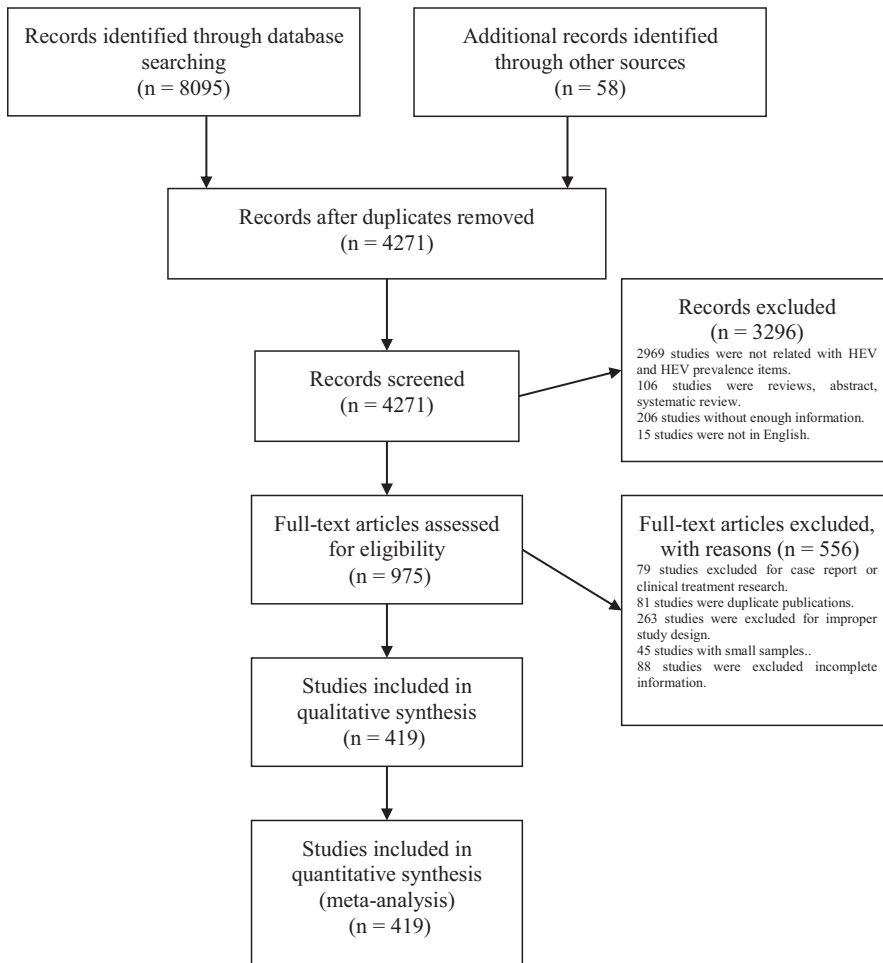 Records identified through database
searching
(n = 8095)
Additional records identified
through other sources
(n = 58)
Records after duplicates removed
(n = 4271)
Records screened
(n = 4271)
Records excluded
(n = 3296)
2969 studies were not related with HEV
and HEV prevalence items.
106 studies were reviews, abstract,
systematic review.
206 studies without enough information.
15 studies were not in English.
Full-text articles assessed
for eligibility
(n = 975)
Full-text articles excluded,
with reasons (n = 556)
79 studies excluded for case report or
clinical treatment research.
81 studies were duplicate publications.
263 studies were excluded for improper
study design.
45 studies with small samples..
88 studies were excluded incomplete
information.
Studies included in
qualitative synthesis
(n = 419)
Studies included in
quantitative synthesis
(meta-analysis)
(n = 419)